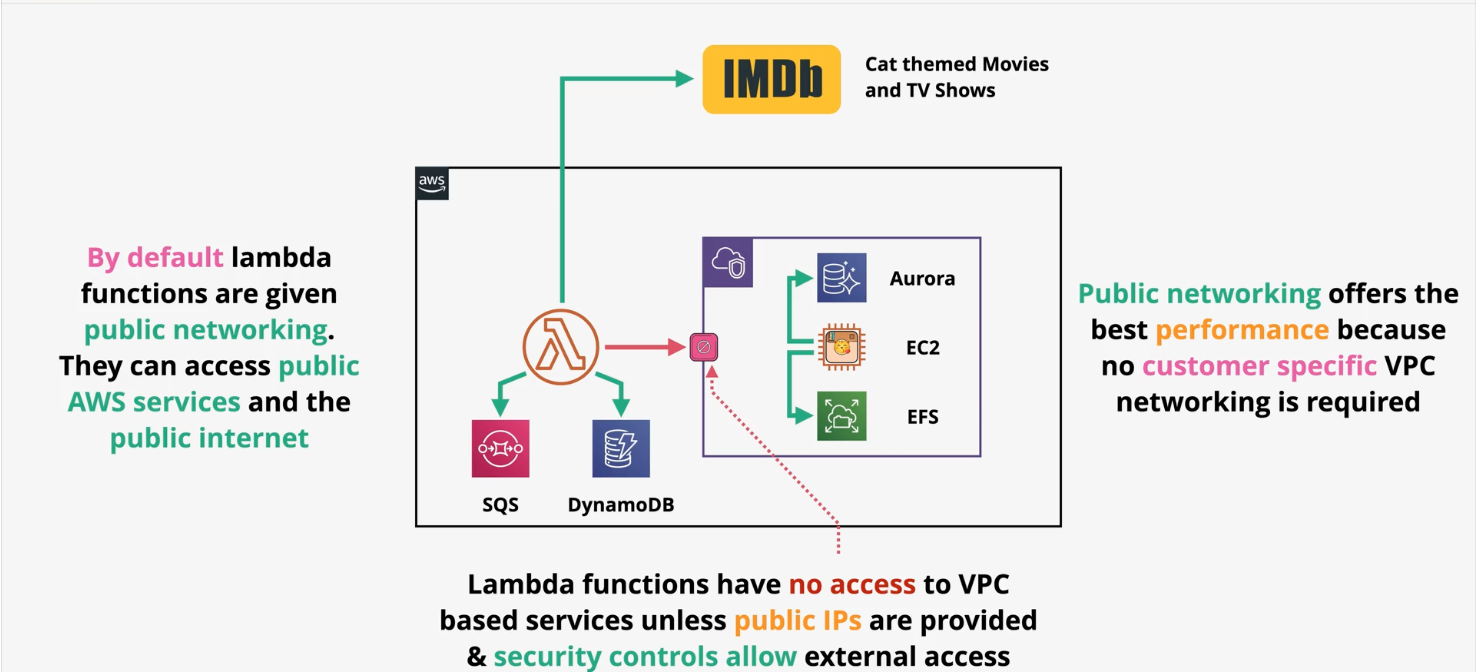 IMDb
Cat themed Movies
and TV Shows
aws
By default lambda
functions are given
public networking.
They can access public
AWS services and the
public internet
Aurora
EC2
EFS
SQS
DynamoDB
Public networking offers the
best performance because
no customer specific VPC
networking is required
Lambda functions have no access to VPC
based services unless public IPs are provided
& security controls allow external access